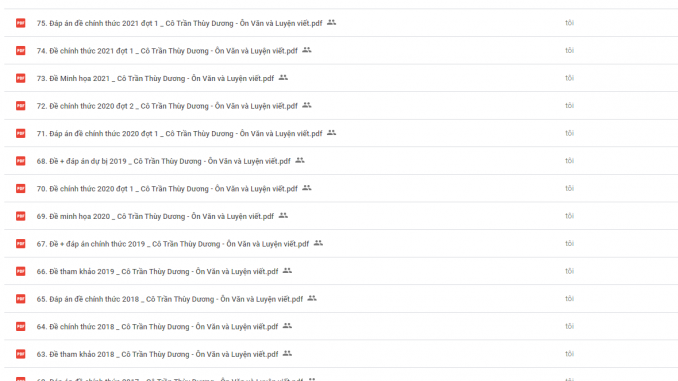 PDF 75. Đáp án đề chính thức 2021 đợt 1 _ Cô Trần Thùy Dương - Ôn Văn và Luyện viết.pdf tôi
PDF 74. Đề chính thức 2021 đợt 1 _ Cô Trần Thùy Dương - Ôn Văn và Luyện viết.pdf tôi
PDF 73. Đề Minh họa 2021 _ Cô Trần Thùy Dương - Ôn Văn và Luyện viết.pdf tôi
PDF 72. Đề chính thức 2020 đợt 2 _ Cô Trần Thùy Dương - Ôn Văn và Luyện viết.pdf tôi
PDF 71. Đáp án đề chính thức 2020 đợt 1 _ Cô Trần Thùy Dương - Ôn Văn và Luyện viết.pdf tôi
PDF 68. Đề + đáp án dự bị 2019 _ Cô Trần Thùy Dương - Ôn Văn và Luyện viết.pdf tôi
PDF 70. Đề chính thức 2020 đợt 1 _ Cô Trần Thùy Dương - Ôn Văn và Luyện viết.pdf tôi
PDF 69. Đề minh họa 2020 _ Cô Trần Thùy Dương - Ôn Văn và Luyện viết.pdf tôi
PDF 67. Đề + đáp án chính thức 2019 _ Cô Trần Thùy Dương - Ôn Văn và Luyện viết.pdf tôi
PDF 66. Đề tham khảo 2019 _ Cô Trần Thùy Dương - Ôn Văn và Luyện viết.pdf tôi
PDF 65. Đáp án đề chính thức 2018 _ Cô Trần Thùy Dương - Ôn Văn và Luyện viết.pdf tôi
PDF 64. Đề chính thức 2018 _ Cô Trần Thùy Dương - Ôn Văn và Luyện viết.pdf tôi
PDF 63. Đề tham khảo 2018 _ Cô Trần Thùy Dương - Ôn Văn và Luyện viết.pdf tôi